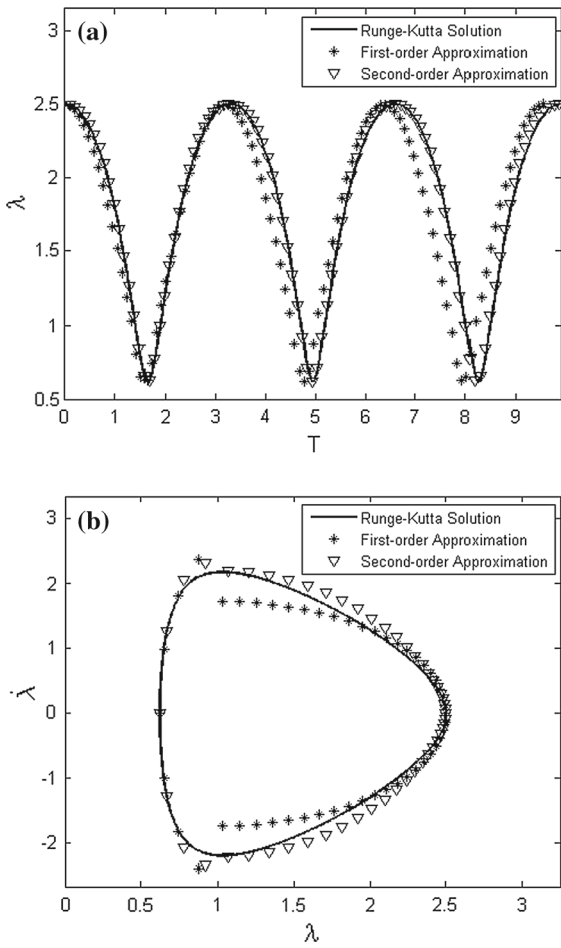 (a)
Runge-Kutta Solution
First-order Approximation
Second-order Approximation
3
2.5
2
1.5
1
0.5
λ
0 1 2 3 4 5 6 7 8 9
T
(b)
Runge-Kutta Solution
First-order Approximation
Second-order Approximation
3
2
1
0
-1
-2
λ̇
0 0.5 1 1.5 2 2.5 3
λ